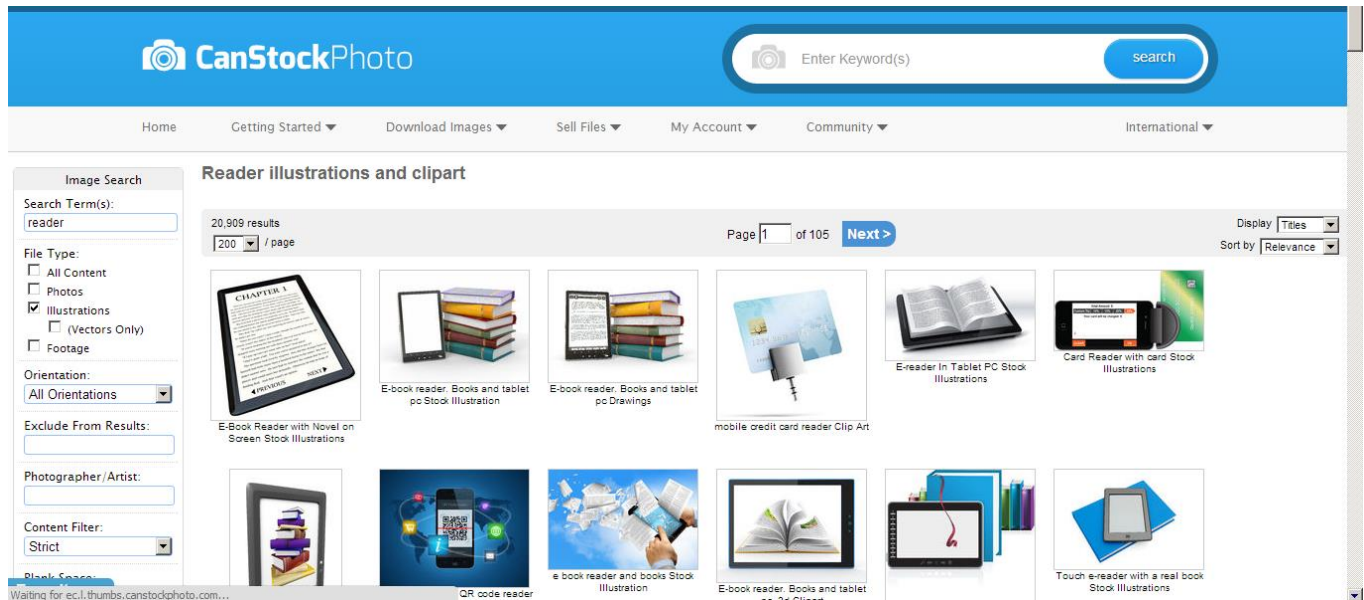 CanStockPhoto
Enter Keyword(s)
search
Home
Getting Started
Download Images
Sell Files
My Account
Community
International
Image Search
Search Term(s):
reader
File Type:
All Content
Photos
Illustrations
(Vectors Only)
Footage
Orientation:
All Orientations
Exclude From Results:
Photographer/Artist:
Content Filter:
Strict
Blank Space:
Waiting for ec.l.thumbs.canstockphoto.com...
Reader illustrations and clipart
20,909 results
200 / page
Page 1 of 105 Next >
Display Titles
Sort by Relevance
CHAPTER 1
PREVIOUS
NEXT
E-Book Reader with Novel on
Screen Stock Illustrations
E-book reader. Books and tablet
pc Stock Illustration
E-book reader. Books and tablet
pc Drawings
mobile credit card reader Clip Art
E-reader In Tablet PC Stock
Illustrations
Card Reader with card Stock
Illustrations
QR code reader
e book reader and books Stock
Illustration
E-book reader. Books and tablet
pc. 3d Clipart
Touch e-reader with a real book
Stock Illustrations